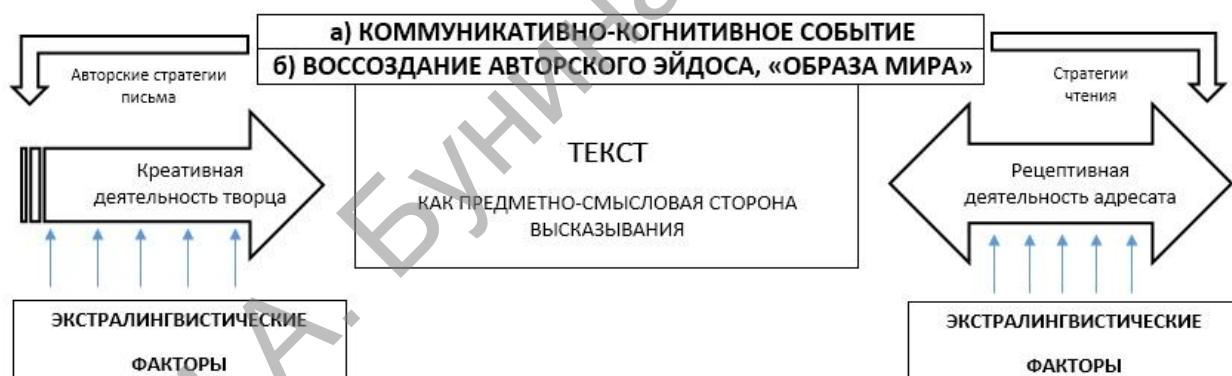 а) КОММУНИКАТИВНО-КОГНИТИВНОЕ СОБЫТИЕ
б) ВОССОЗДАНИЕ АВТОРСКОГО ЭЙДОСА, «ОБРАЗА МИРА»
Авторские стратегии
письма
Стратегии
чтения
Креативная
деятельность творца
ТЕКСТ
КАК ПРЕДМЕТНО-СМЫСЛОВАЯ СТОРОНА
ВЫСКАЗЫВАНИЯ
Рецептивная
деятельность адресата
ЭКСТРАЛИНГВИСТИЧЕСКИЕ
ФАКТОРЫ
ЭКСТРАЛИНГВИСТИЧЕСКИЕ
ФАКТОРЫ
А. Бунина